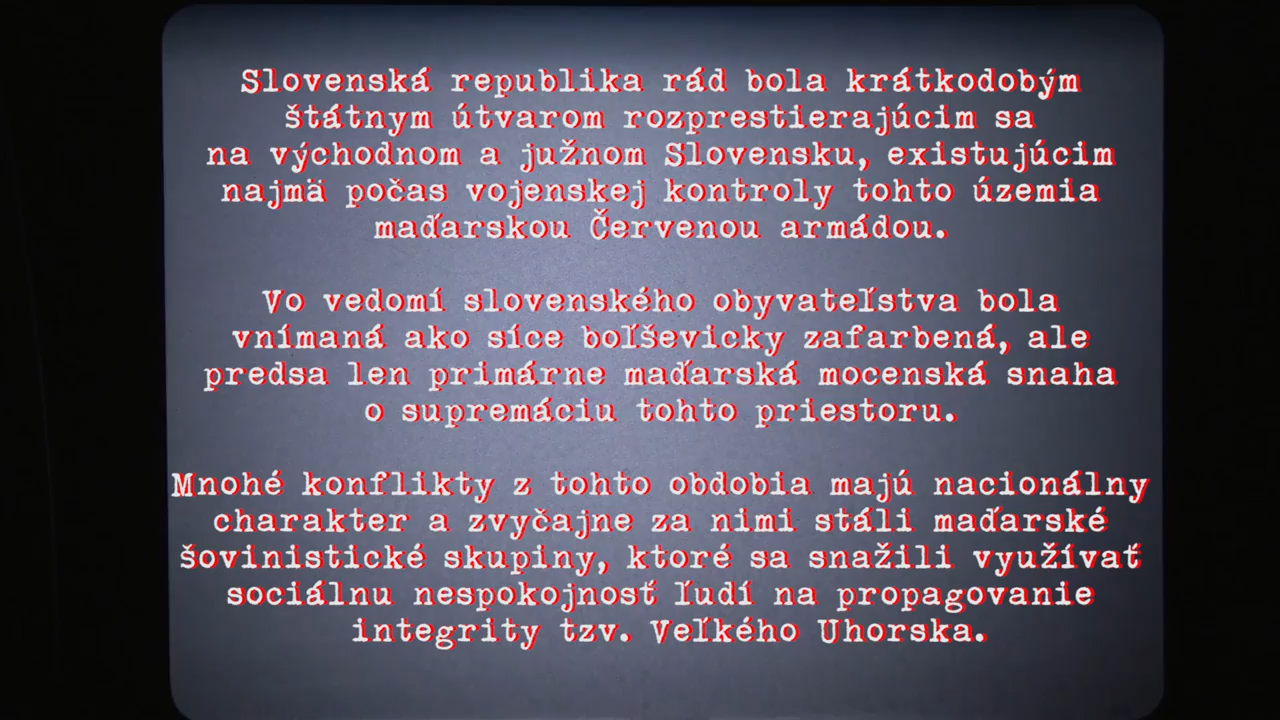 Slovenská republika rád bola krátkodobým
štátnym útvarom rozprestierajúcim sa
na východnom a južnom Slovensku, existujúcim
najmä počas vojenskej kontroly tohto územia
maďarskou Červenou armádou.
Vo vedomí slovenského obyvateľstva bola
vnímaná ako síce boľševicky zafarbená, ale
predsa len primárne maďarská mocenská snaha
o supremáciu tohto priestoru.
Mnohé konflikty z tohto obdobia majú nacionálny
charakter a zvyčajne za nimi stáli maďarské
šovinistické skupiny, ktoré sa snažili využívať
sociálnu nespokojnosť ľudí na propagovanie
integrity tzv. Veľkého Uhorska.